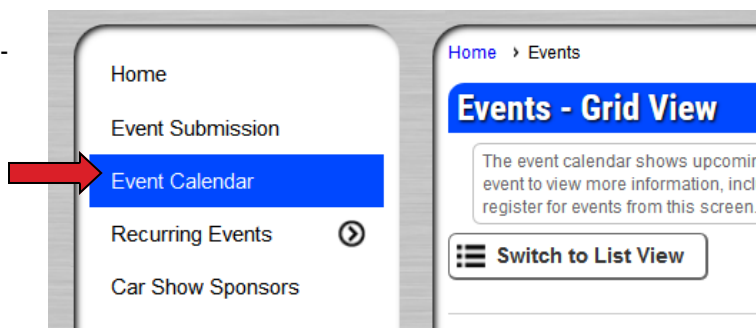 -
Home
Event Submission
Event Calendar
Recurring Events
Car Show Sponsors
Home › Events
Events - Grid View
The event calendar shows upcomin
event to view more information, incl
register for events from this screen.
Switch to List View